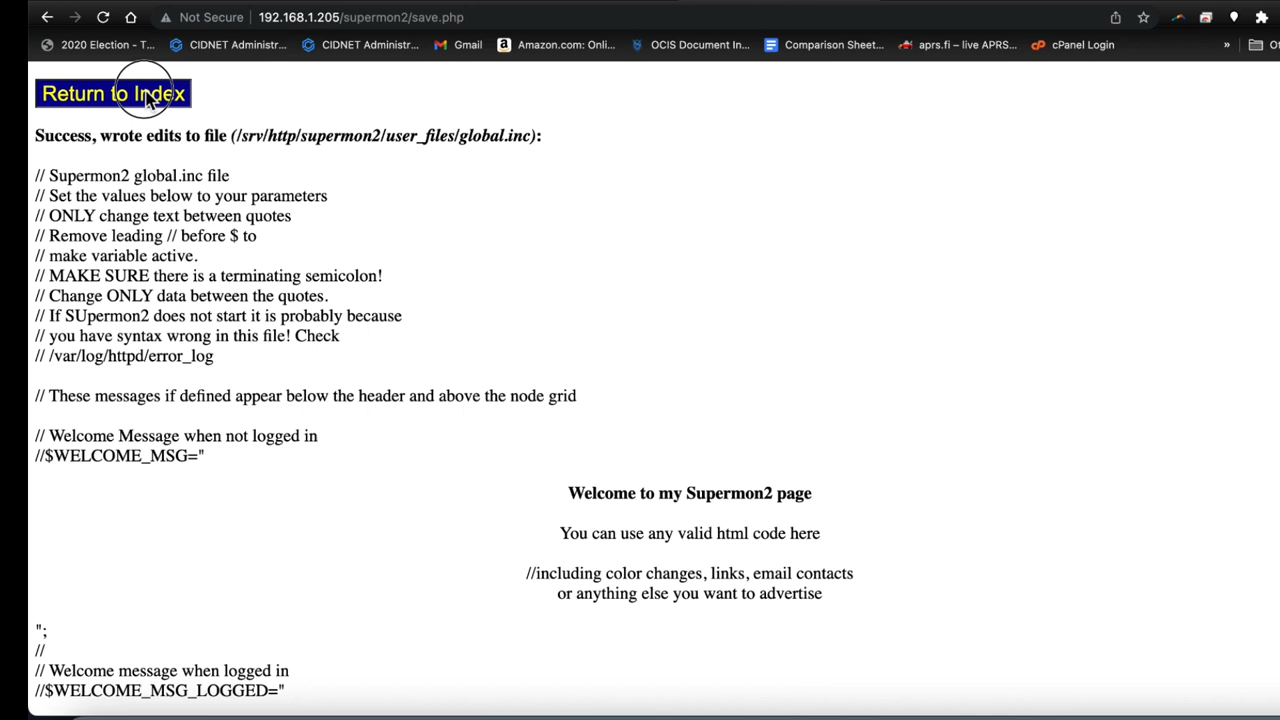 Not Secure | 192.168.1.205/supermon2/save.php
2020 Election - T... CIDNET Administr... CIDNET Administr... Gmail Amazon.com: Onli... OCIS Document In... Comparison Sheet... aprs.fi – live APRS... cPanel Login » Ot
Return to Index
Success, wrote edits to file (/srv/http/supermon2/user_files/global.inc):
// Supermon2 global.inc file
// Set the values below to your parameters
// ONLY change text between quotes
// Remove leading // before $ to
// make variable active.
// MAKE SURE there is a terminating semicolon!
// Change ONLY data between the quotes.
// If SUpermon2 does not start it is probably because
// you have syntax wrong in this file! Check
// /var/log/httpd/error_log
// These messages if defined appear below the header and above the node grid
// Welcome Message when not logged in
//$WELCOME_MSG="
Welcome to my Supermon2 page
You can use any valid html code here
//including color changes, links, email contacts
or anything else you want to advertise
";
//
// Welcome message when logged in
//$WELCOME_MSG_LOGGED="